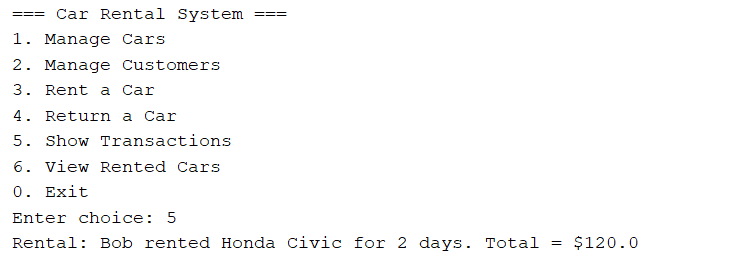 === Car Rental System ===
1. Manage Cars
2. Manage Customers
3. Rent a Car
4. Return a Car
5. Show Transactions
6. View Rented Cars
0. Exit
Enter choice: 5
Rental: Bob rented Honda Civic for 2 days. Total = $120.0